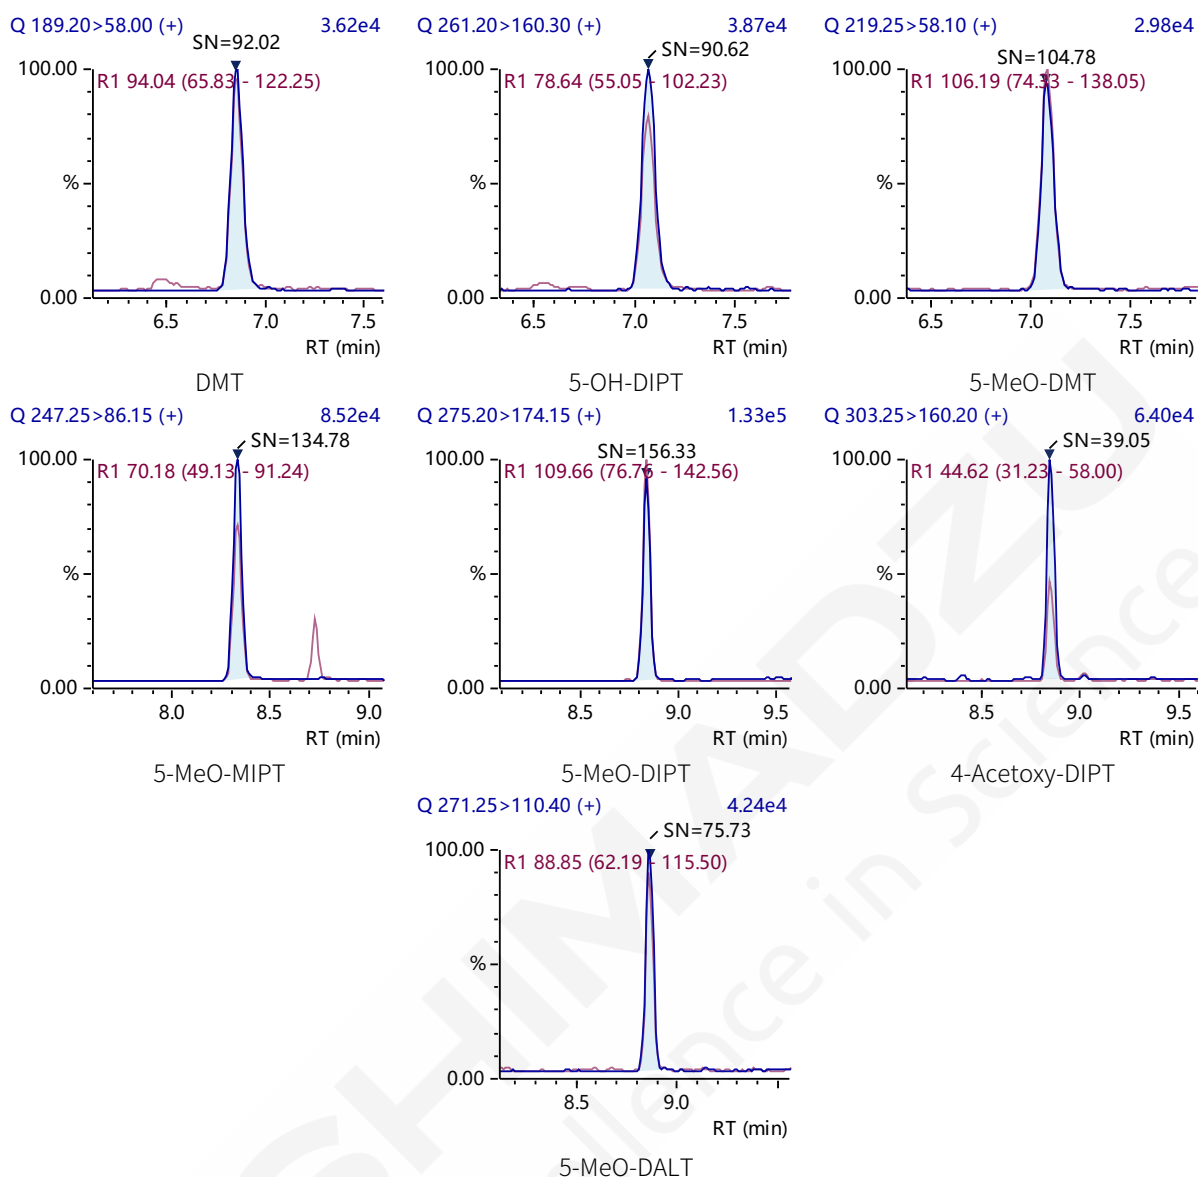 Q 189.20>58.00 (+) 3.62e4
SN=92.02
100.00
R1 94.04 (65.83 - 122.25)
%
0.00
6.5 7.0 7.5
RT (min)
DMT
Q 261.20>160.30 (+) 3.87e4
SN=90.62
100.00
R1 78.64 (55.05 - 102.23)
%
0.00
6.5 7.0 7.5
RT (min)
5-OH-DIPT
Q 219.25>58.10 (+) 2.98e4
SN=104.78
100.00
R1 106.19 (74.33 - 138.05)
%
0.00
6.5 7.0 7.5
RT (min)
5-MeO-DMT
Q 247.25>86.15 (+) 8.52e4
SN=134.78
100.00
R1 70.18 (49.13 - 91.24)
%
0.00
8.0 8.5 9.0
RT (min)
5-MeO-MIPT
Q 275.20>174.15 (+) 1.33e5
SN=156.33
100.00
R1 109.66 (76.76 - 142.56)
%
0.00
8.5 9.0 9.5
RT (min)
5-MeO-DIPT
Q 303.25>160.20 (+) 6.40e4
SN=39.05
100.00
R1 44.62 (31.23 - 58.00)
%
0.00
8.5 9.0 9.5
RT (min)
4-Acetoxy-DIPT
Q 271.25>110.40 (+) 4.24e4
SN=75.73
100.00
R1 88.85 (62.19 - 115.50)
%
0.00
8.5 9.0
RT (min)
5-MeO-DALT
SHIMADZU
ellence in Science